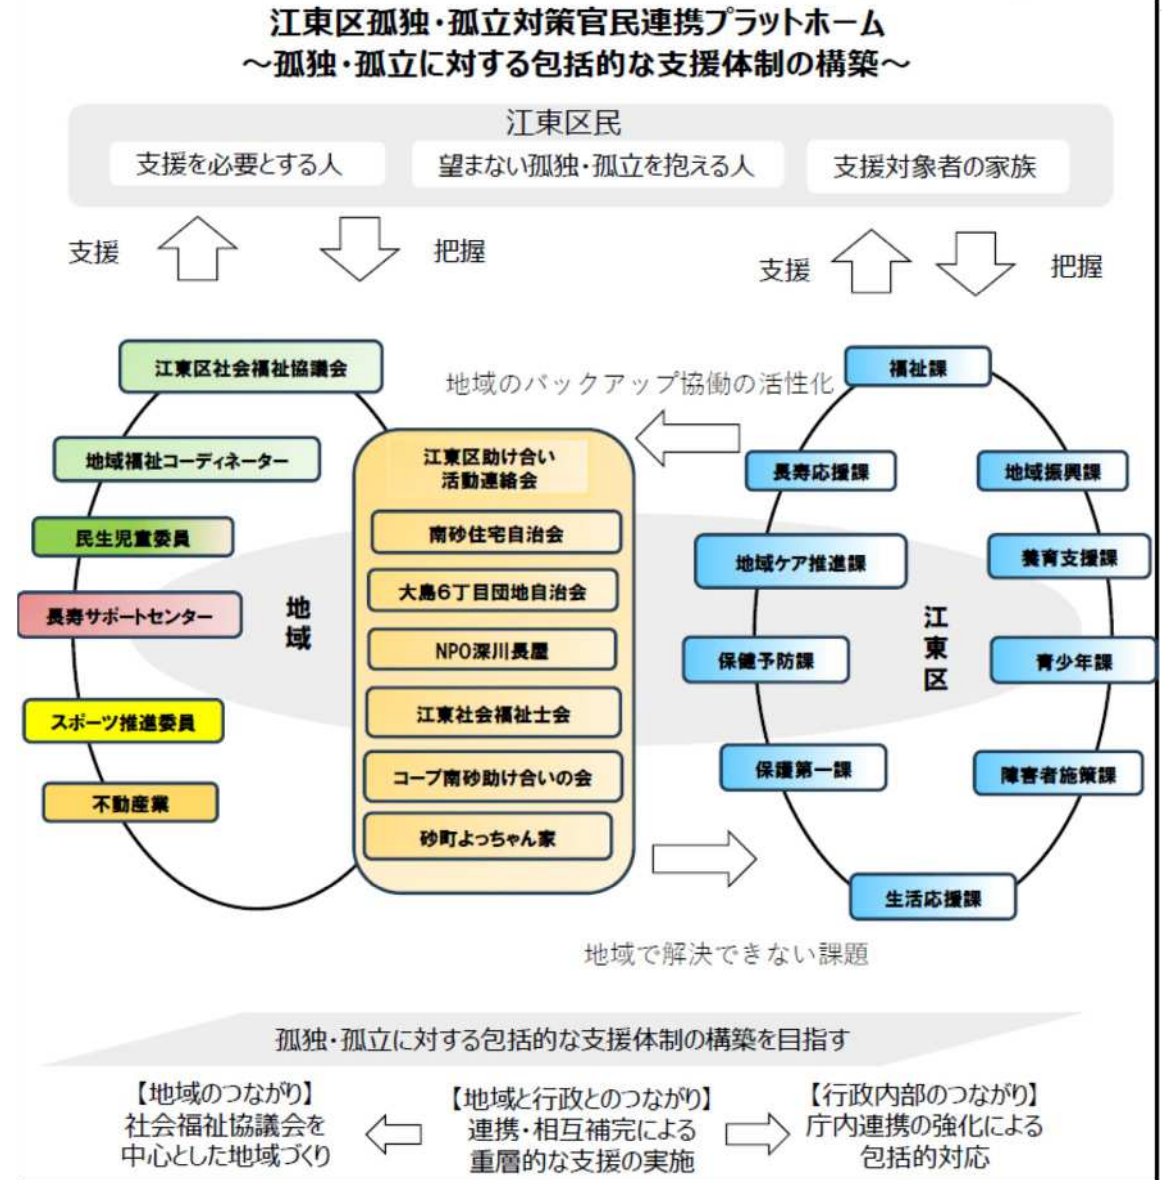 江東区孤独・孤立対策官民連携プラットホーム
～孤独・孤立に対する包括的な支援体制の構築～
江東区民
支援を必要とする人
望まない孤独・孤立を抱える人
支援対象者の家族
支援
把握
支援
把握
江東区社会福祉協議会
地域福祉コーディネーター
民生児童委員
長寿サポートセンター
スポーツ推進委員
不動産業
地域
江東区助け合い
活動連絡会
南砂住宅自治会
大島6丁目団地自治会
NPO深川長屋
江東社会福祉士会
コープ南砂助け合いの会
砂町よっちゃん家
地域のバックアップ協働の活性化
福祉課
長寿応援課
地域振興課
地域ケア推進課
養育支援課
保健予防課
江東区
青少年課
保護第一課
障害者施策課
生活応援課
地域で解決できない課題
孤独・孤立に対する包括的な支援体制の構築を目指す
【地域のつながり】
社会福祉協議会を
中心とした地域づくり
【地域と行政とのつながり】
連携・相互補完による
重層的な支援の実施
【行政内部のつながり】
庁内連携の強化による
包括的対応